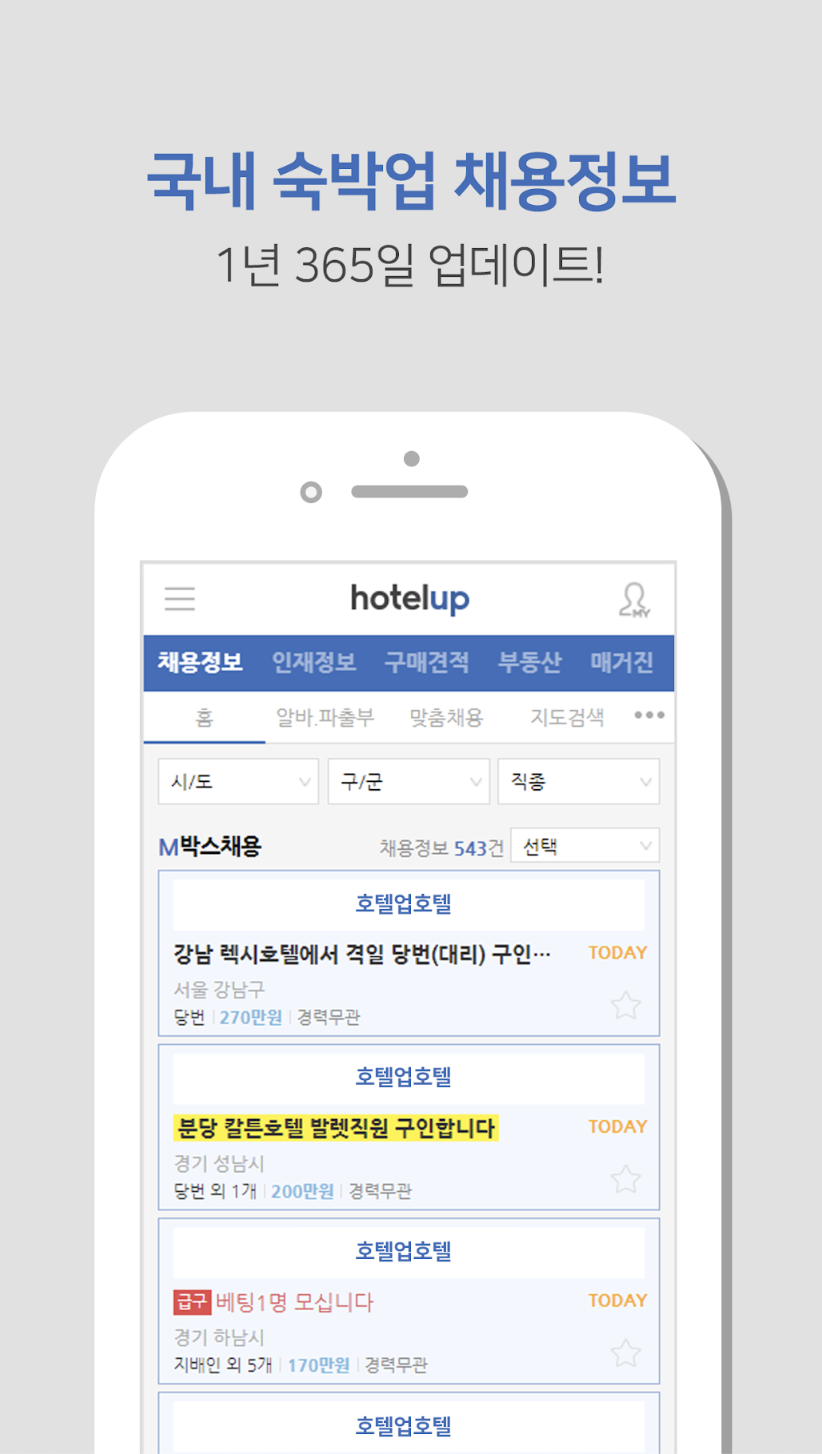 국내 숙박업 채용정보
1년 365일 업데이트!
hotelup
MY
채용정보 인재정보 구매견적 부동산 매거진
홈 알바.파출부 맞춤채용 지도검색
시/도 구/군 직종
M박스채용 채용정보 543건 선택
호텔업호텔
강남 렉시호텔에서 격일 당번(대리) 구인… TODAY
서울 강남구
당번 | 270만원 | 경력무관
호텔업호텔
분당 칼튼호텔 발렛직원 구인합니다 TODAY
경기 성남시
당번 외 1개 | 200만원 | 경력무관
호텔업호텔
급구 베팅1명 모십니다 TODAY
경기 하남시
지배인 외 5개 | 170만원 | 경력무관
호텔업호텔